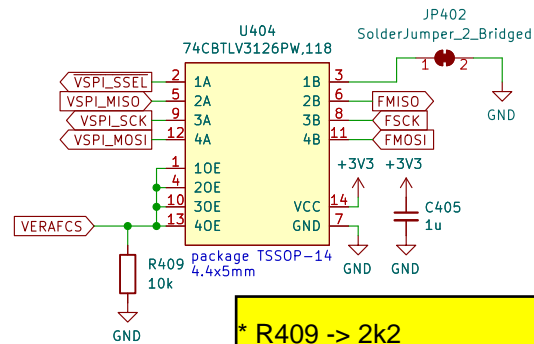 U404
74CBTLV3126PW,118
JP402
SolderJumper_2_Bridged
VSPI_SSEL 2 1A 1B 3 1 2
VSPI_MISO 5 2A 2B 6 FMISO
VSPI_SCK 9 3A 3B 8 FSCK
VSPI_MOSI 12 4A 4B 11 FMOSI
GND
1 1OE
4 2OE
10 3OE
VERAFCS 13 4OE
+3V3 +3V3
VCC 14
GND 7
C405
1u
GND GND
package TSSOP-14
4.4x5mm
R409
10k
GND
* R409 -> 2k2